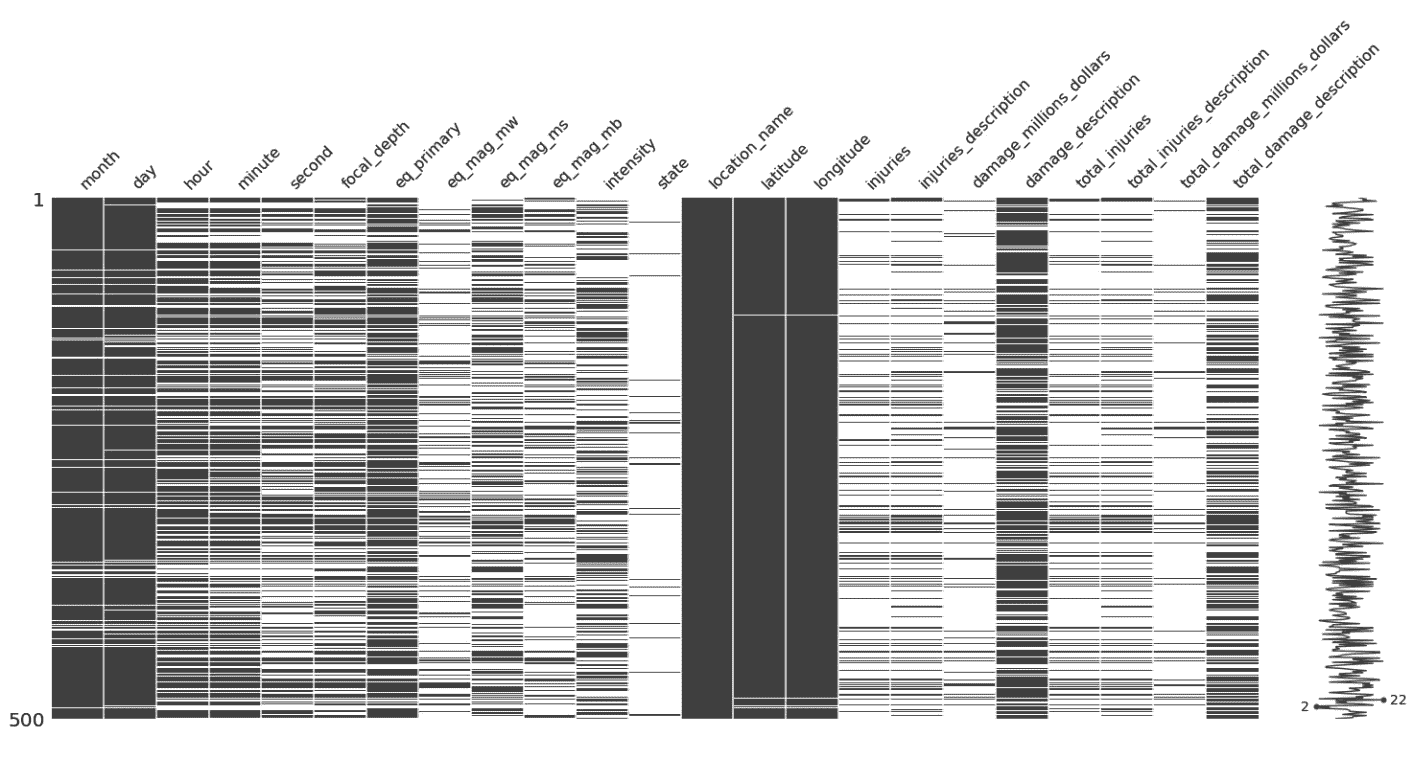 month
day
hour
minute
second
focal_depth
eq_primary
eq_mag_mw
eq_mag_ms
eq_mag_mb
intensity
state
location_name
latitude
longitude
injuries
injuries_description
damage_millions_dollars
damage_description
total_injuries
total_injuries_description
total_damage_millions_dollars
total_damage_description
1
500
2
22